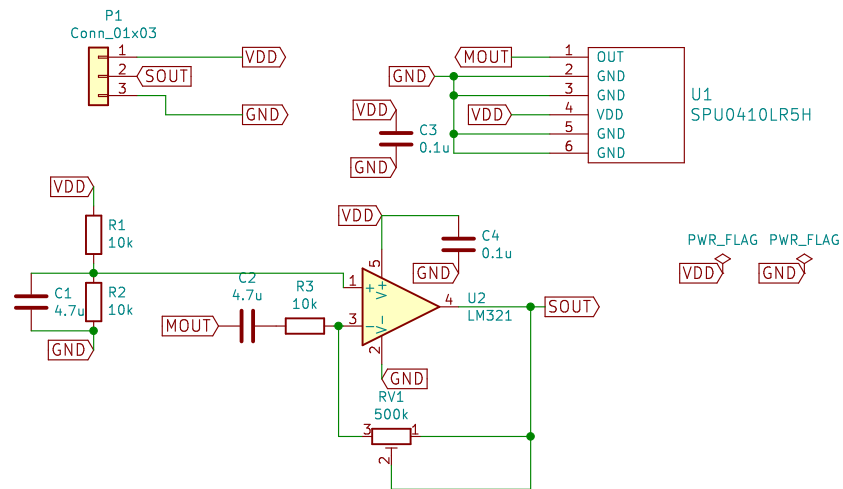 P1
Conn_01x03
1
VDD
2
SOUT
3
GND
MOUT
1
OUT
GND
2
GND
3
GND
VDD
4
VDD
5
GND
6
GND
U1
SPU0410LR5H
VDD
C3
0.1u
GND
VDD
R1
10k
C1
4.7u
R2
10k
GND
C2
4.7u
R3
10k
MOUT
VDD
C4
0.1u
GND
5
V+
1
+
3
-
V-
2
4
U2
LM321
SOUT
GND
RV1
500k
3
1
2
PWR_FLAG
PWR_FLAG
VDD
GND